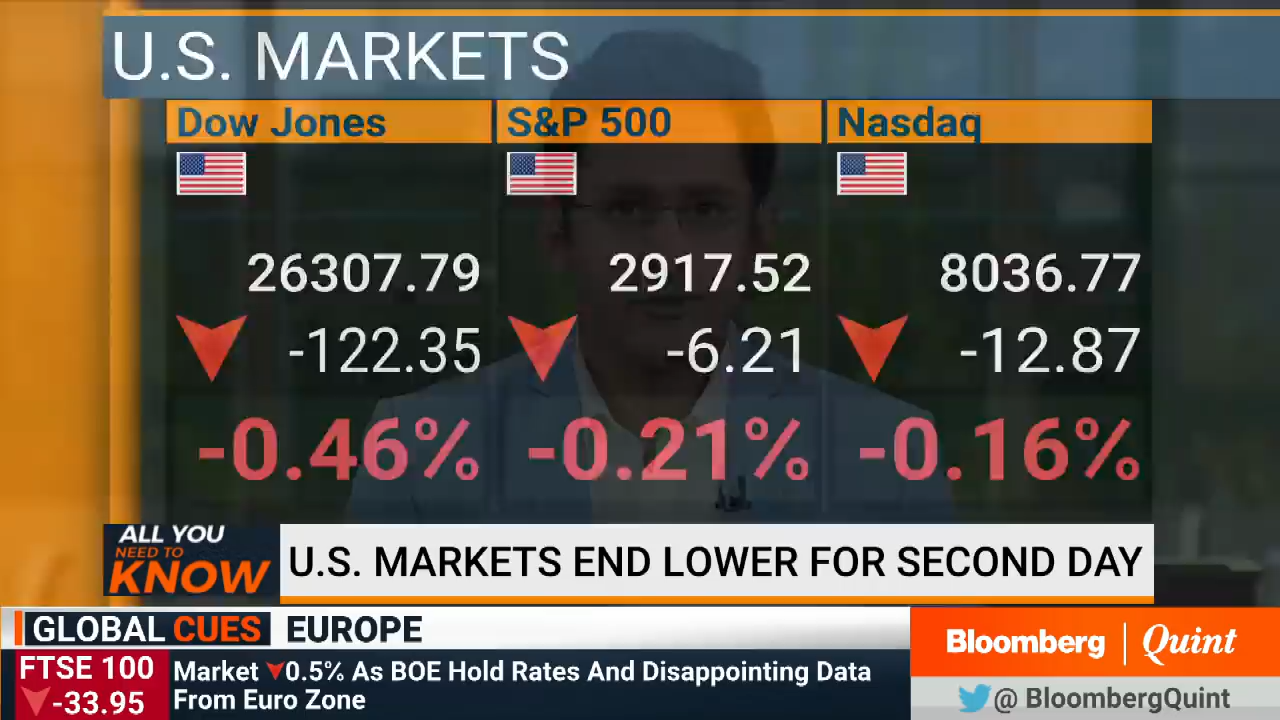 U.S. MARKETS
Dow Jones
S&P 500
Nasdaq
26307.79
2917.52
8036.77
-122.35
-6.21
-12.87
-0.46%
-0.21%
-0.16%
ALL YOU
NEED TO
KNOW
U.S. MARKETS END LOWER FOR SECOND DAY
GLOBAL CUES EUROPE
FTSE 100
-33.95
Market 0.5% As BOE Hold Rates And Disappointing Data
From Euro Zone
Bloomberg | Quint
@ BloombergQuint